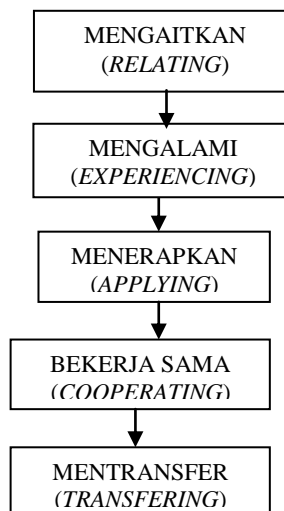 MENGAITKAN
(RELATING)
MENGALAMI
(EXPERIENCING)
MENERAPKAN
(APPLYING)
BEKERJA SAMA
(COOPERATING)
MENTRANSFER
(TRANSFERING)